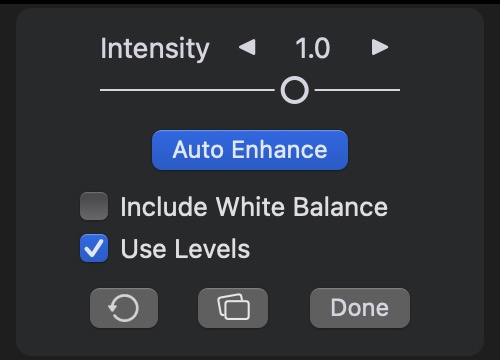 Intensity 1.0
Auto Enhance
Include White Balance
Use Levels
Done